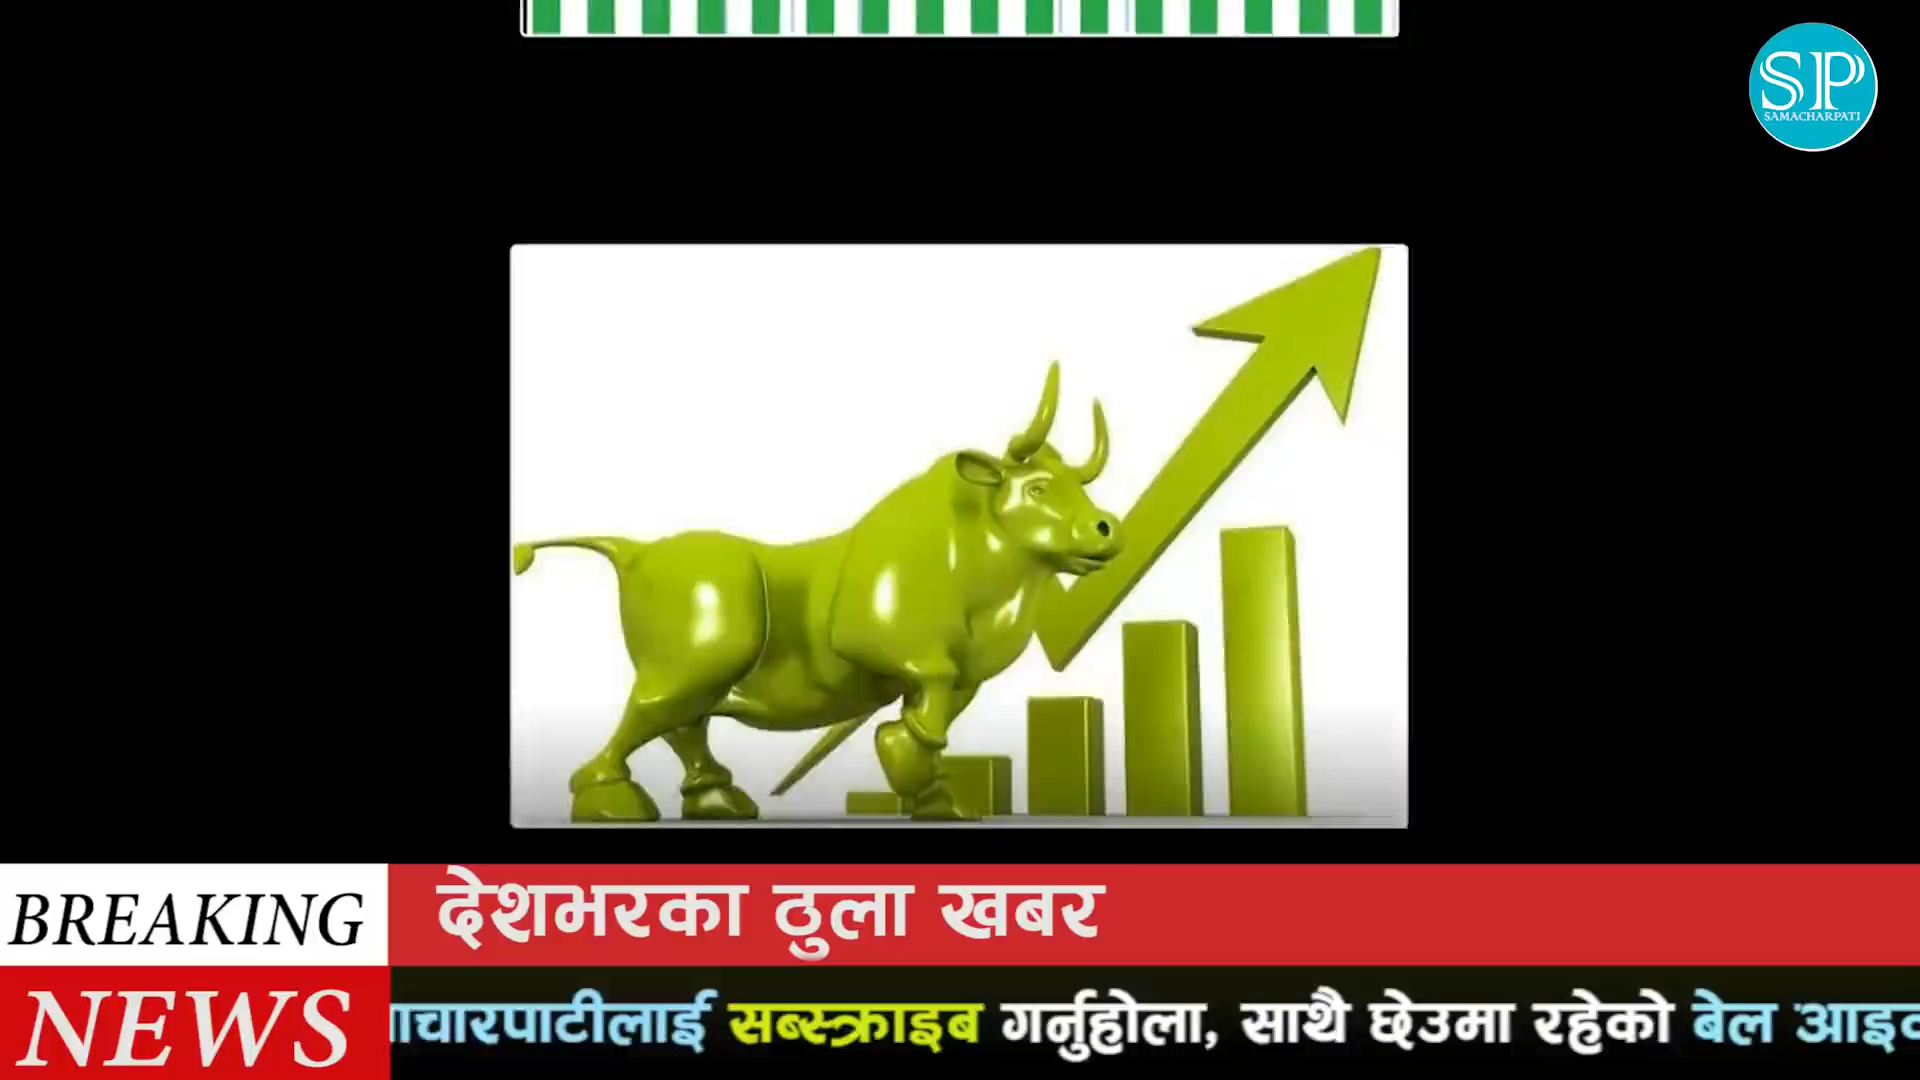 SP
SAMACHARPATI
BREAKING
NEWS
देशभरका ठुला खबर
सब्स्क्राइब गर्नुहोला, साथै छेउमा रहेको बेल